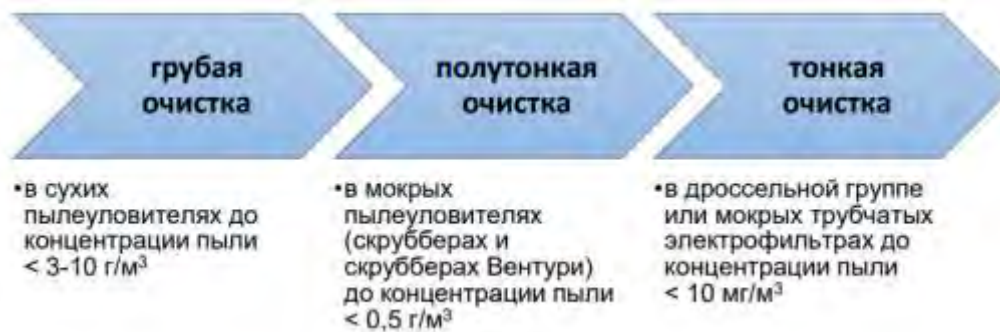 грубая
очистка
полутонкая
очистка
тонкая
очистка
•в сухих
пылеуловителях до
концентрации пыли
< 3-10 г/м³
•в мокрых
пылеуловителях
(скрубберах и
скрубберах Вентури)
до концентрации пыли
< 0,5 г/м³
•в дроссельной группе
или мокрых трубчатых
электрофильтрах до
концентрации пыли
< 10 мг/м³